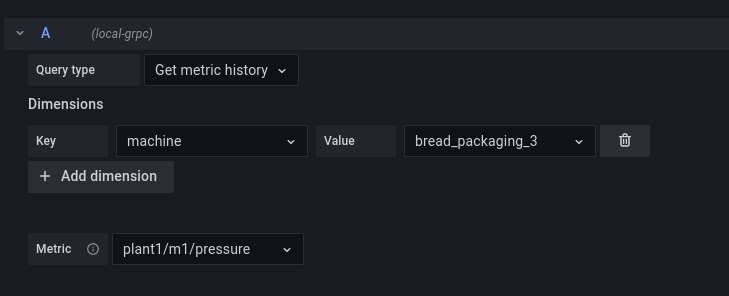 A (local-grpc)
Query type Get metric history
Dimensions
Key machine Value bread_packaging_3
+ Add dimension
Metric plant1/m1/pressure